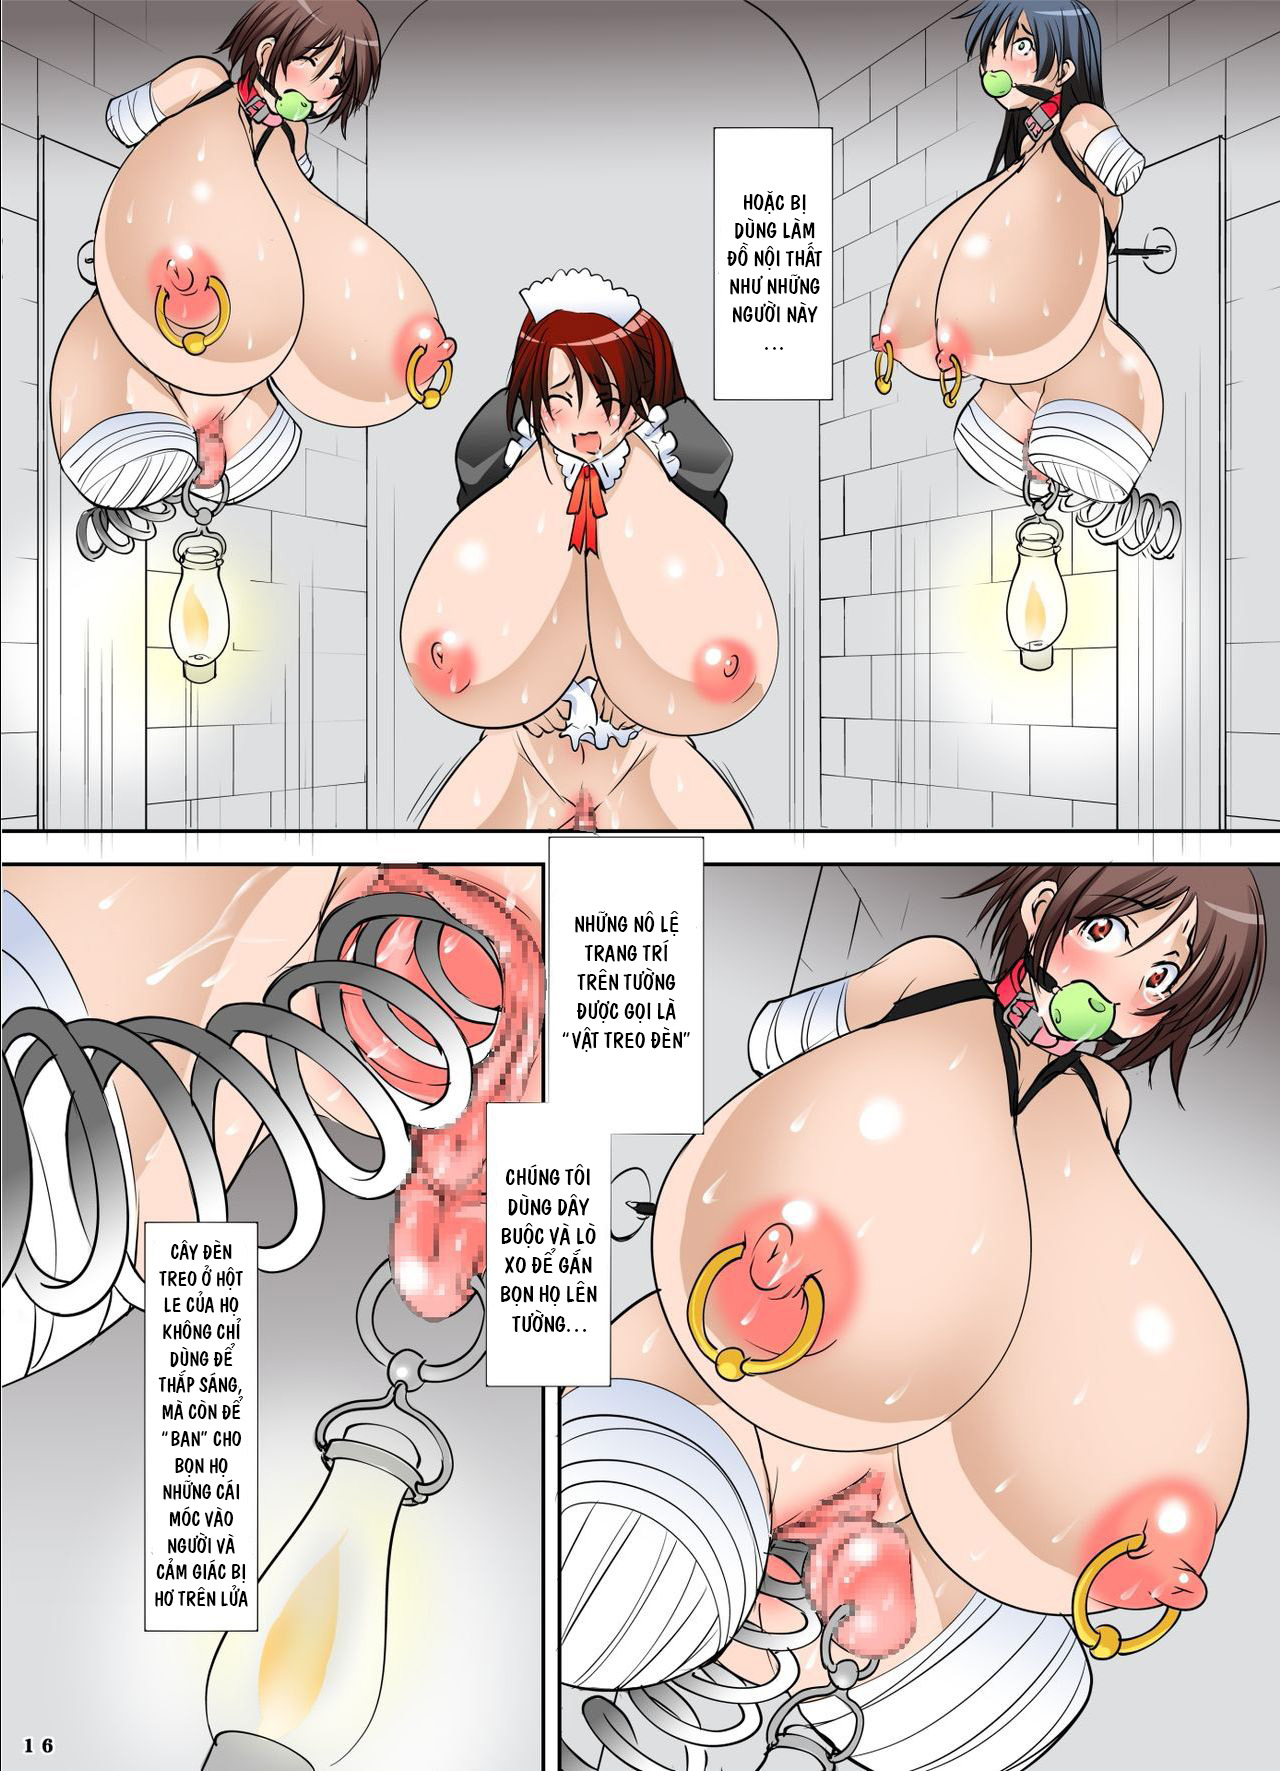 HOẶC BỊ
DÙNG LÀM
ĐỒ NỘI THẤT
NHƯ NHỮNG
NGƯỜI NÀY
...
NHỮNG NÔ LỆ
TRANG TRÍ
TRÊN TƯỜNG
ĐƯỢC GỌI LÀ
“VẬT TREO ĐÈN”
CHÚNG TÔI
DÙNG DÂY
BUỘC VÀ LÒ
XO ĐỂ GẮN
BỌN HỌ LÊN
TƯỜNG...
CÂY ĐÈN
TREO Ở HỘT
LE CỦA HỌ
KHÔNG CHỈ
DÙNG ĐỂ
THẮP SÁNG,
MÀ CÒN ĐỂ
“BAN” CHO
BỌN HỌ
NHỮNG CÁI
MÓC VÀO
NGƯỜI VÀ
CẢM GIÁC BỊ
HƠ TRÊN LỬA
16